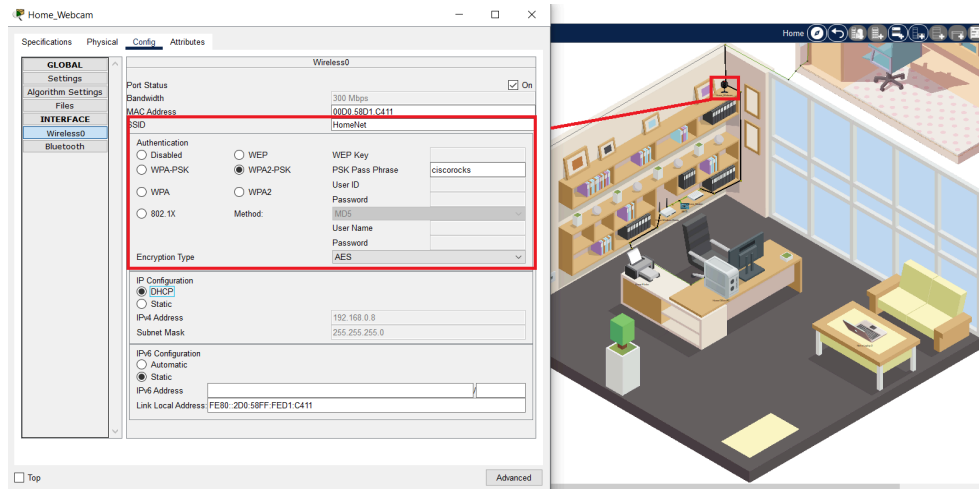 Home_Webcam
Specifications Physical Config Attributes
GLOBAL
Settings
Algorithm Settings
Files
INTERFACE
Wireless0
Bluetooth
Wireless0
Port Status On
Bandwidth 300 Mbps
MAC Address 00D0.58D1.C411
SSID HomeNet
Authentication
Disabled WEP WEP Key
WPA-PSK WPA2-PSK PSK Pass Phrase ciscorocks
User ID
WPA WPA2 Password
802.1X Method: MD5
User Name
Password
Encryption Type AES
IP Configuration
DHCP
Static
IPv4 Address 192.168.0.8
Subnet Mask 255.255.255.0
IPv6 Configuration
Automatic
Static
IPv6 Address /
Link Local Address: FE80::2D0:58FF:FED1:C411
Top Advanced
Home